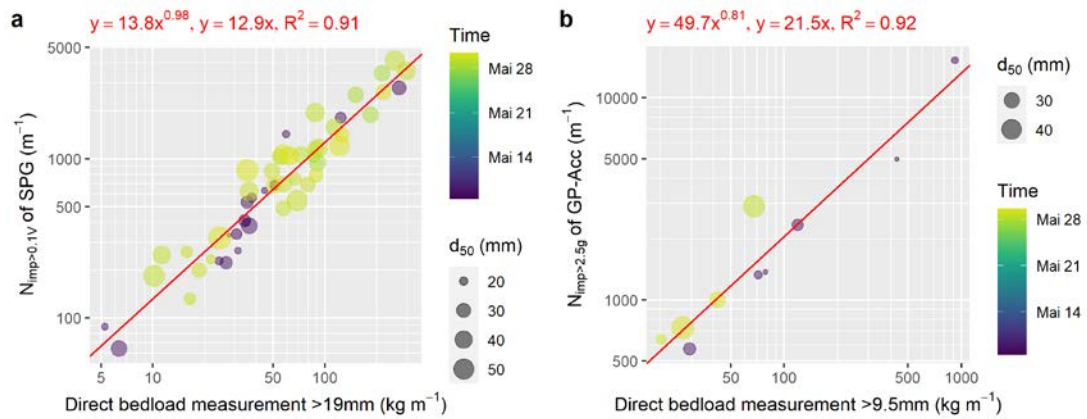 a
y = 13.8x^0.98, y = 12.9x, R² = 0.91
5000
1000
500
100
N_imp>0.1V of SPG (m⁻¹)
5 10 50 100
Direct bedload measurement >19mm (kg m⁻¹)
Time
Mai 28
Mai 21
Mai 14
d₅₀ (mm)
20
30
40
50
b
y = 49.7x^0.81, y = 21.5x, R² = 0.92
10000
5000
1000
500
N_imp>2.5g of GP-Acc (m⁻¹)
50 100 500 1000
Direct bedload measurement >9.5mm (kg m⁻¹)
d₅₀ (mm)
30
40
Time
Mai 28
Mai 21
Mai 14